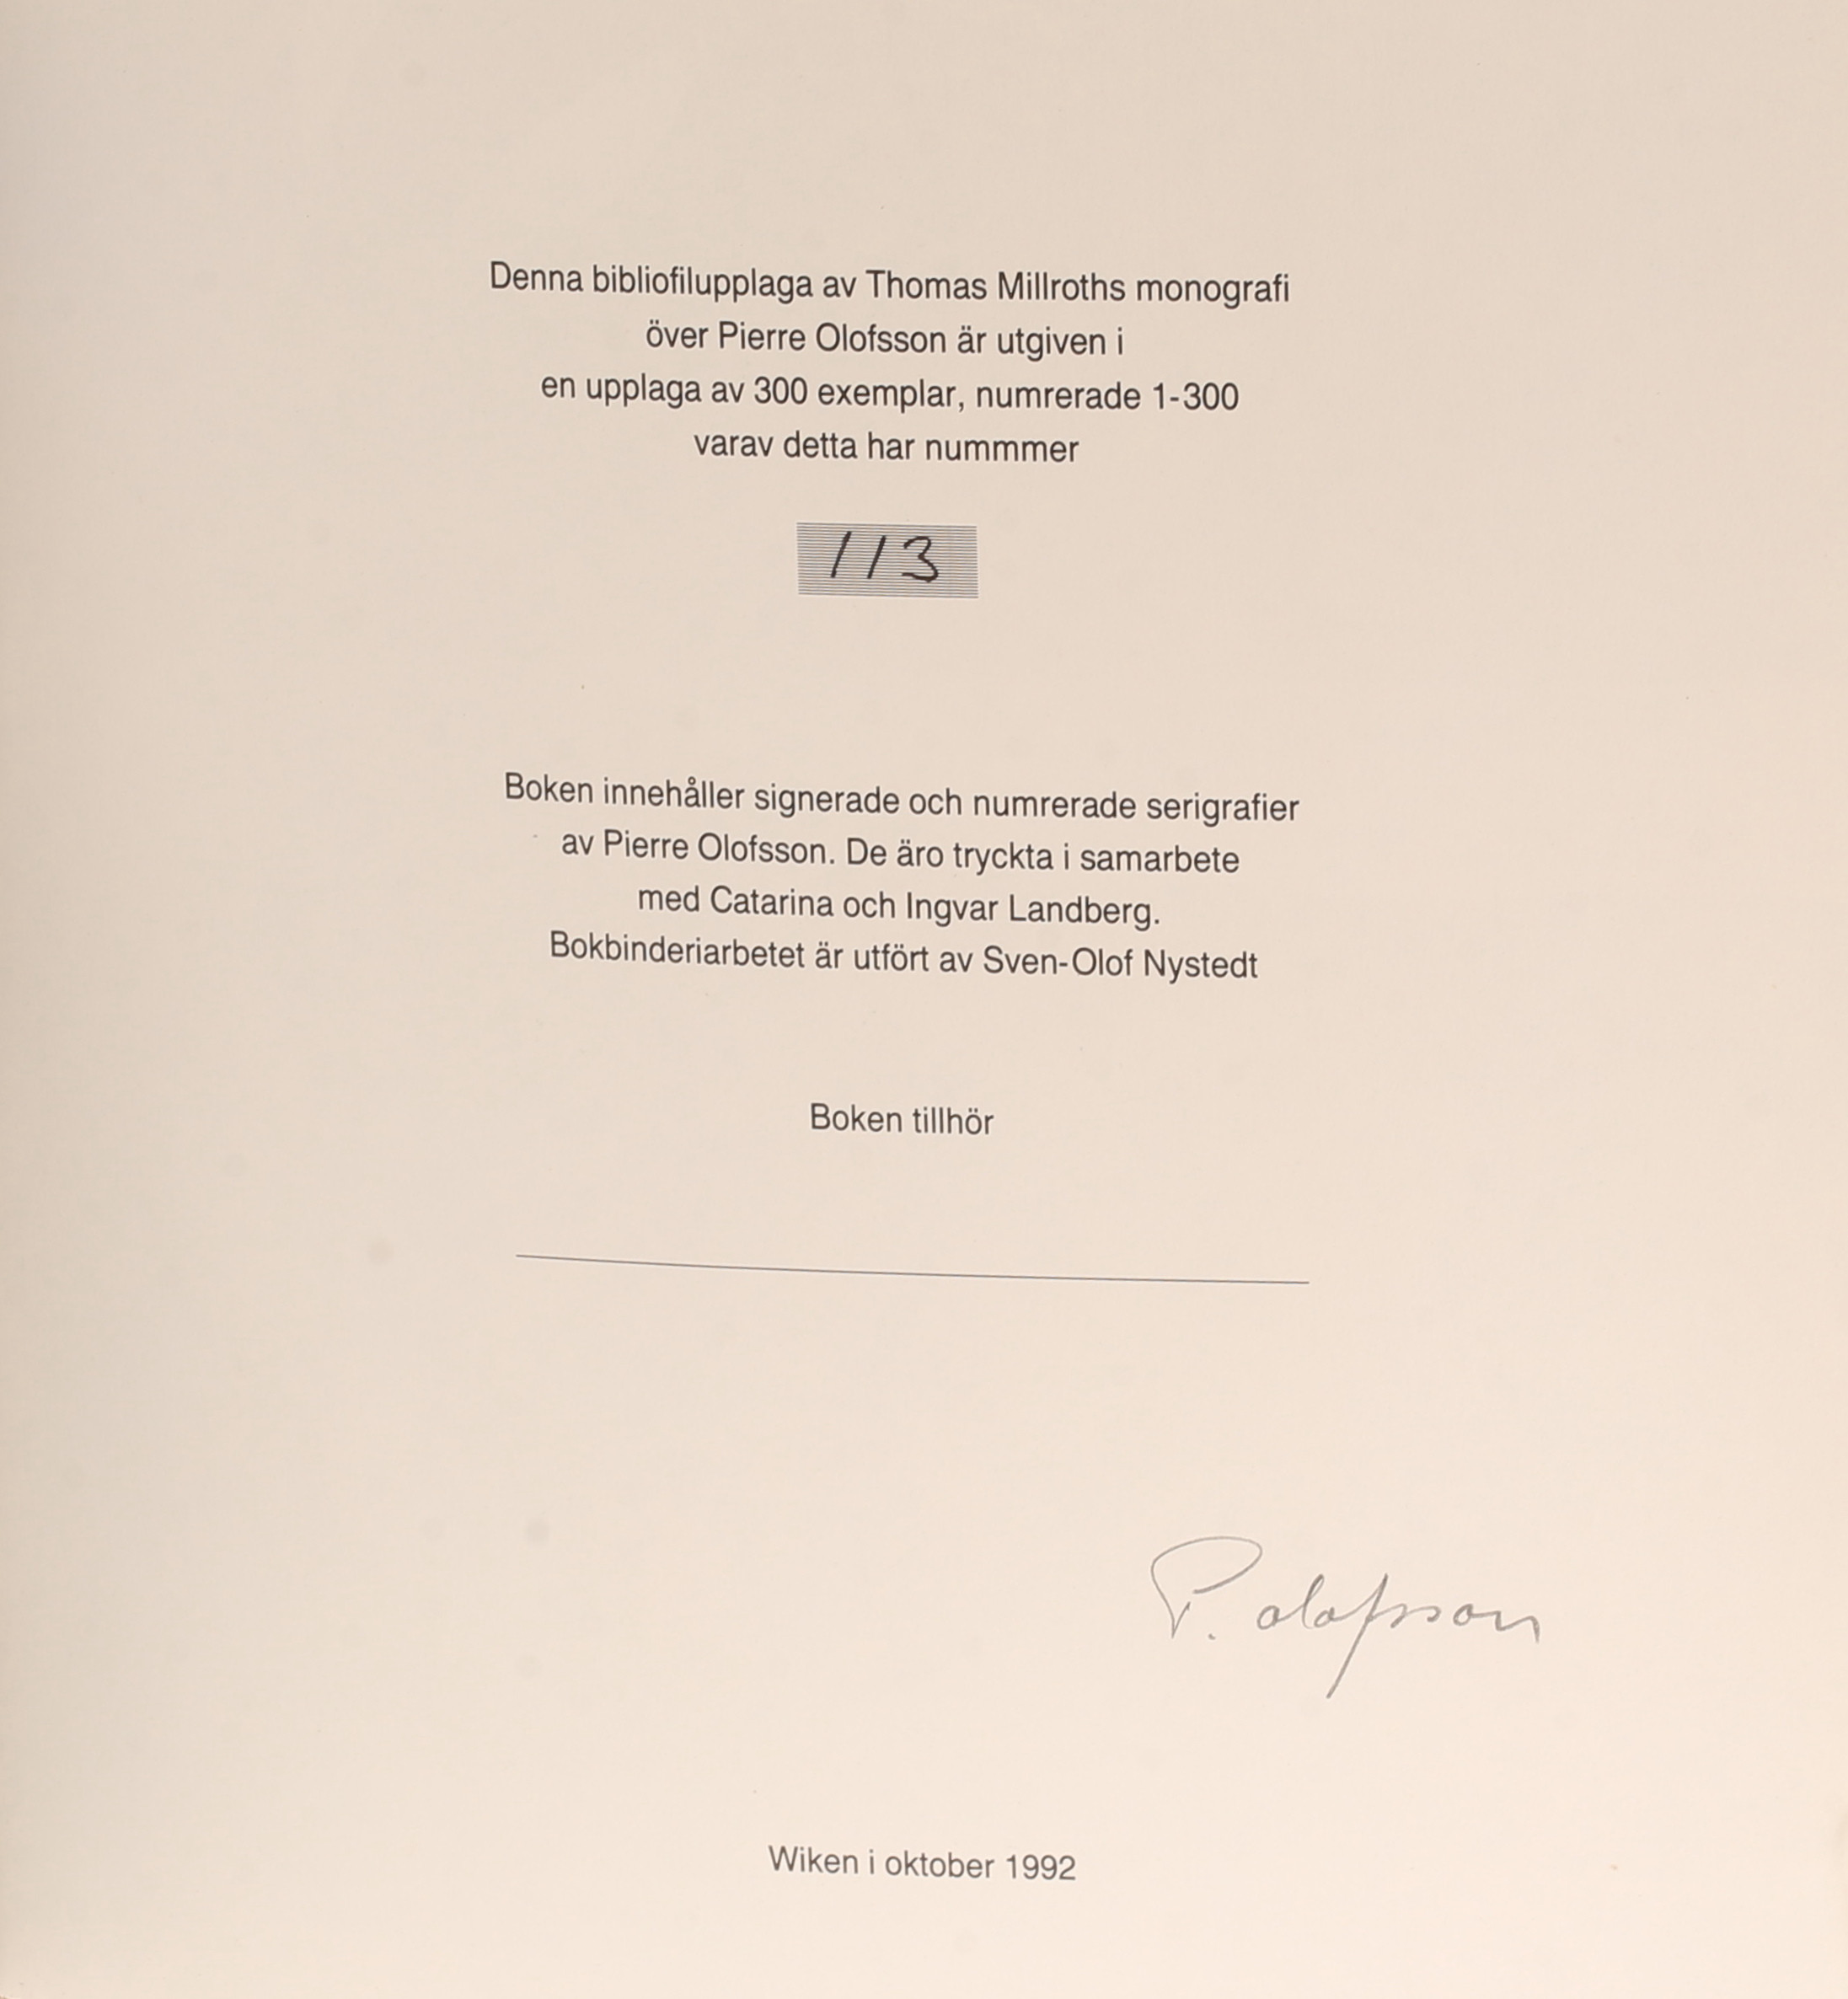 Denna bibliofilupplaga av Thomas Millroths monografi
över Pierre Olofsson är utgiven i
en upplaga av 300 exemplar, numrerade 1-300
varav detta har nummmer
113
Boken innehåller signerade och numrerade serigrafier
av Pierre Olofsson. De äro tryckta i samarbete
med Catarina och Ingvar Landberg.
Bokbinderiarbetet är utfört av Sven-Olof Nystedt
Boken tillhör
P. olofsson
Wiken i oktober 1992